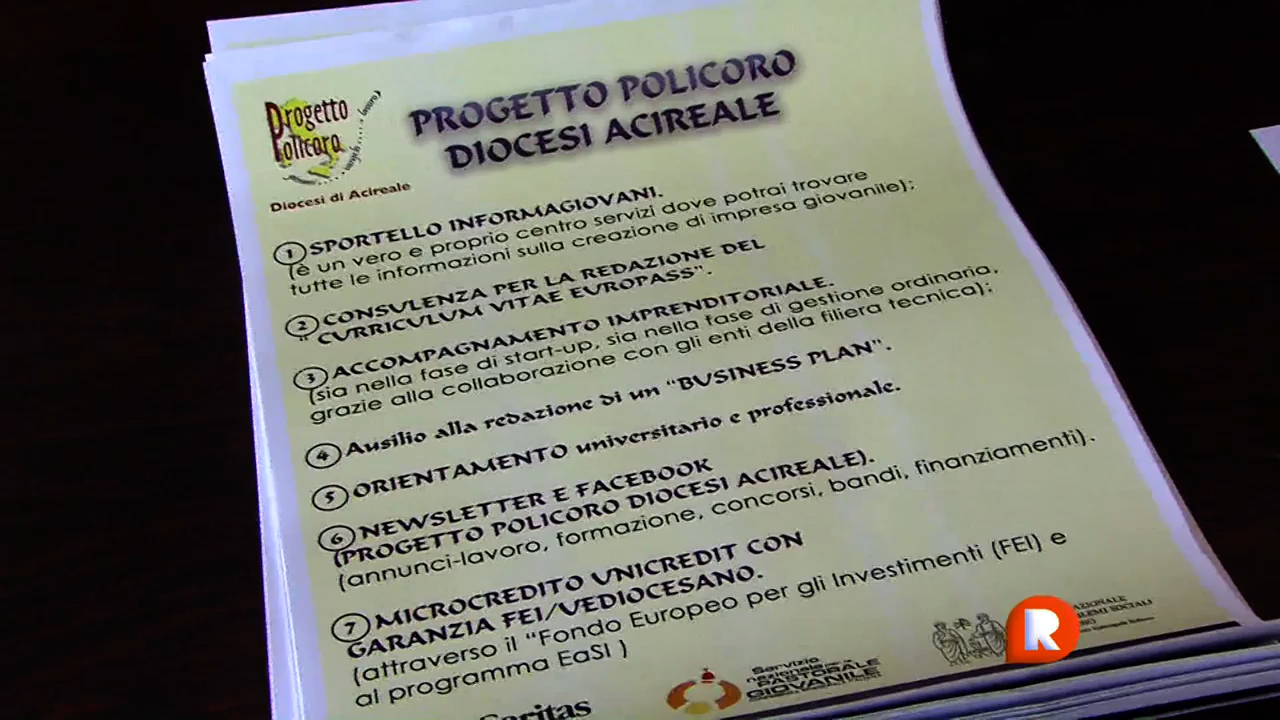 Progetto
Policoro
Diocesi di Acireale
PROGETTO POLICORO
DIOCESI ACIREALE
1 SPORTELLO INFORMAGIOVANI.
(è un vero e proprio centro servizi dove potrai trovare
tutte le informazioni sulla creazione di impresa giovanile);
2 CONSULENZA PER LA REDAZIONE DEL
"CURRICULUM VITAE EUROPASS".
3 ACCOMPAGNAMENTO IMPRENDITORIALE.
(sia nella fase di start-up, sia nella fase di gestione ordinaria,
grazie alla collaborazione con gli enti della filiera tecnica);
4 Ausilio alla redazione di un "BUSINESS PLAN".
5 ORIENTAMENTO universitario e professionale.
6 NEWSLETTER E FACEBOOK
(PROGETTO POLICORO DIOCESI ACIREALE).
(annunci-lavoro, formazione, concorsi, bandi, finanziamenti).
7 MICROCREDITO UNICREDIT CON
GARANZIA FEI/VEDIOCESANO.
(attraverso il "Fondo Europeo per gli Investimenti (FEI) e
al programma EaSI )
Caritas
Servizio
nazionale per la
PASTORALE
GIOVANILE
R